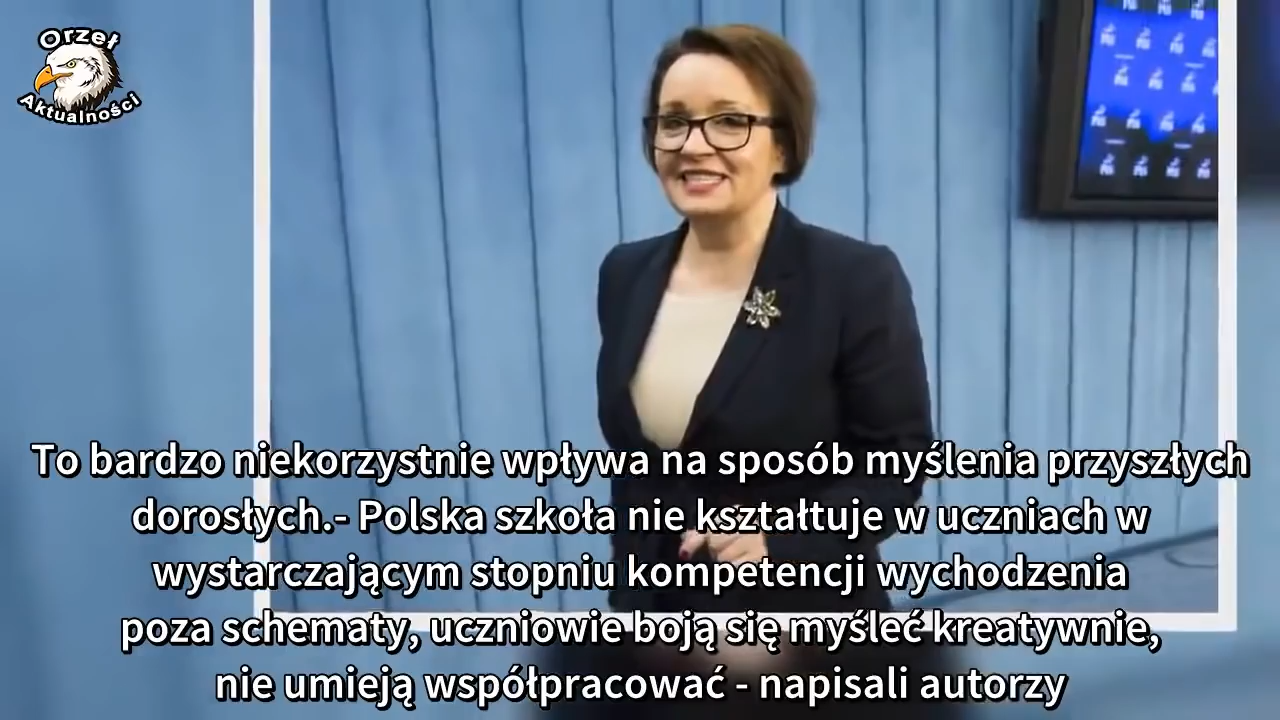 Orzeł
Aktualności
To bardzo niekorzystnie wpływa na sposób myślenia przyszłych
dorosłych.- Polska szkoła nie kształtuje w uczniach w
wystarczającym stopniu kompetencji wychodzenia
poza schematy, uczniowie boją się myśleć kreatywnie,
nie umieją współpracować - napisali autorzy